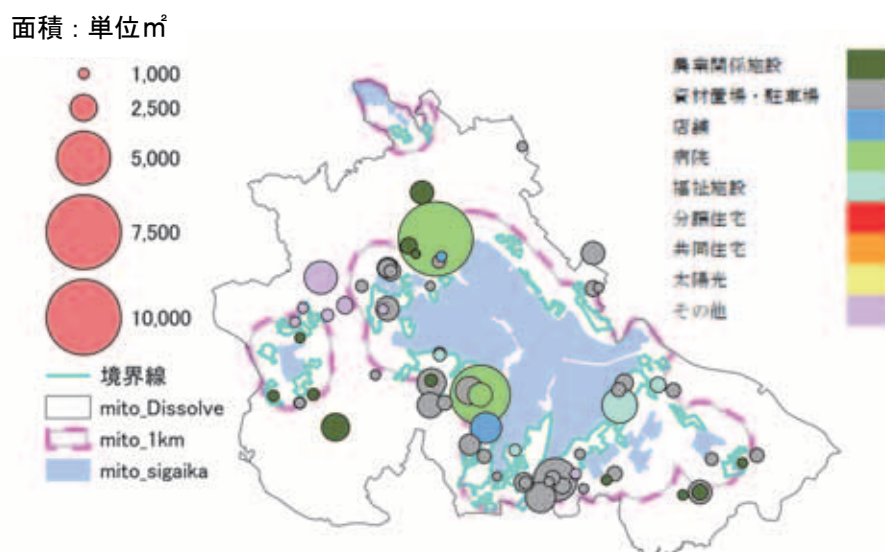 面積：単位㎡
1,000
2,500
5,000
7,500
10,000
境界線
mito_Dissolve
mito_1km
mito_sigaika
農業関係施設
資材置場・駐車場
店舗
病院
福祉施設
分譲住宅
共同住宅
太陽光
その他